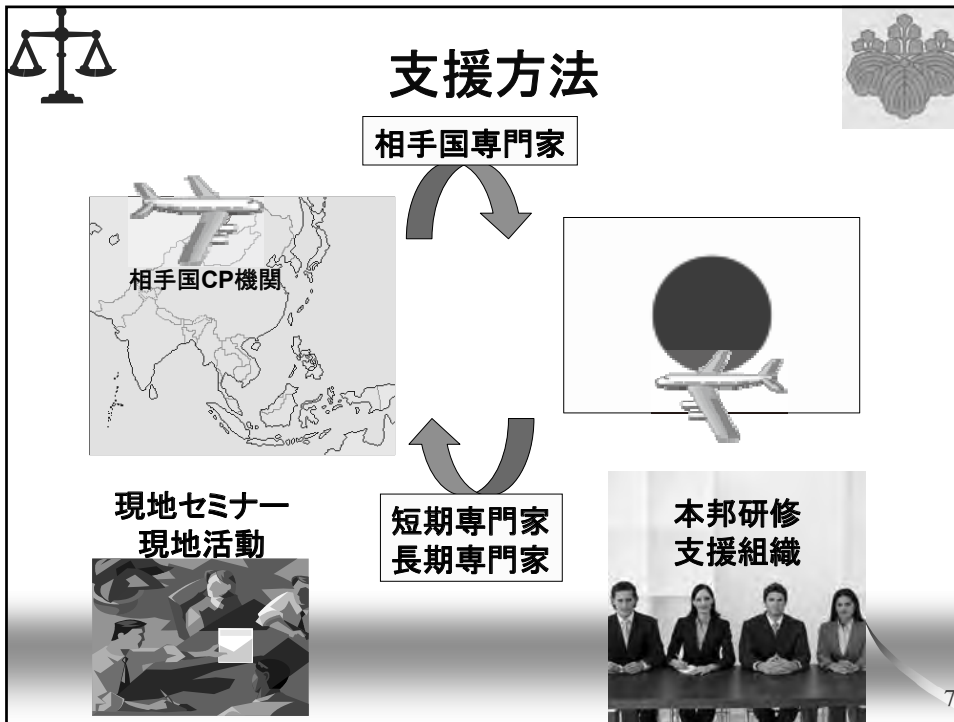 支援方法
相手国専門家
相手国CP機関
現地セミナー
現地活動
短期専門家
長期専門家
本邦研修
支援組織
7